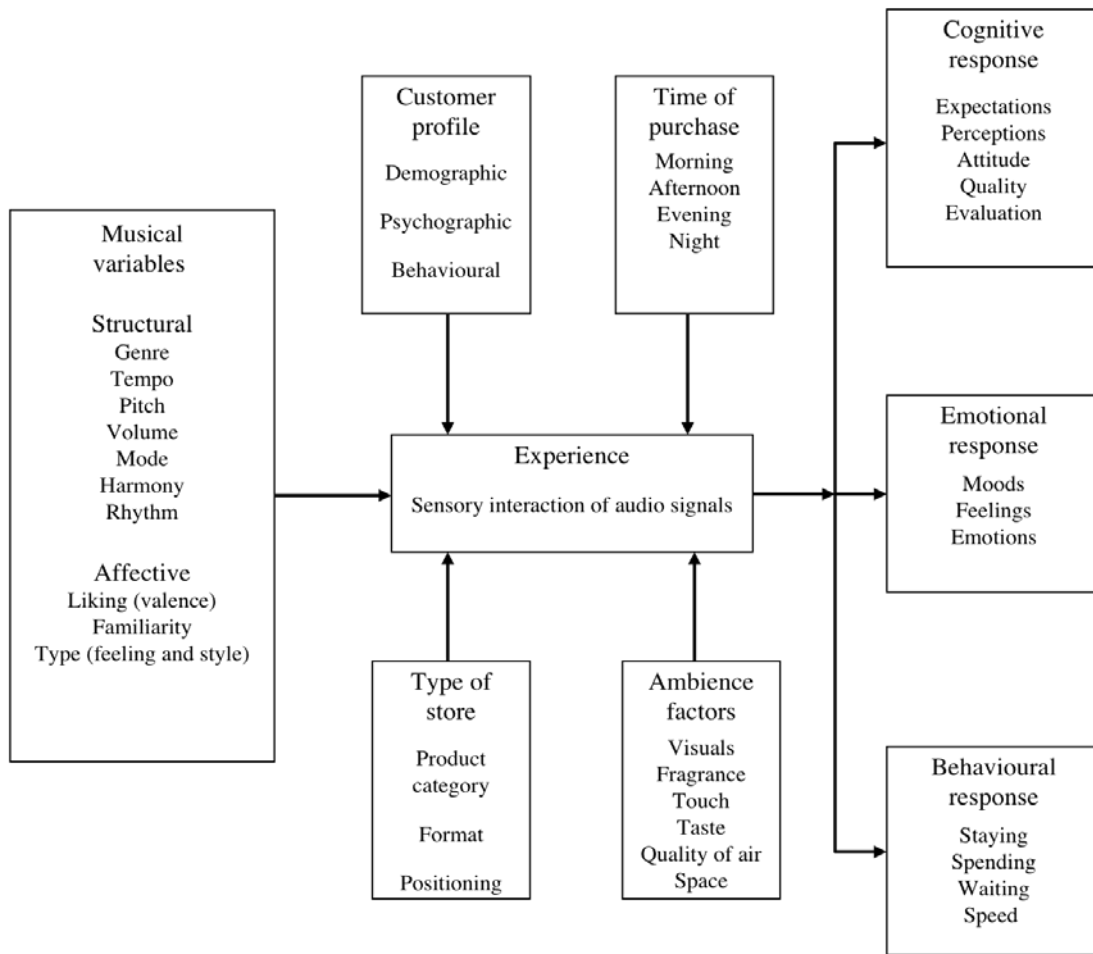 Musical
variables
Structural
Genre
Tempo
Pitch
Volume
Mode
Harmony
Rhythm
Affective
Liking (valence)
Familiarity
Type (feeling and style)
Customer
profile
Demographic
Psychographic
Behavioural
Time of
purchase
Morning
Afternoon
Evening
Night
Experience
Sensory interaction of audio signals
Type of
store
Product
category
Format
Positioning
Ambience
factors
Visuals
Fragrance
Touch
Taste
Quality of air
Space
Cognitive
response
Expectations
Perceptions
Attitude
Quality
Evaluation
Emotional
response
Moods
Feelings
Emotions
Behavioural
response
Staying
Spending
Waiting
Speed